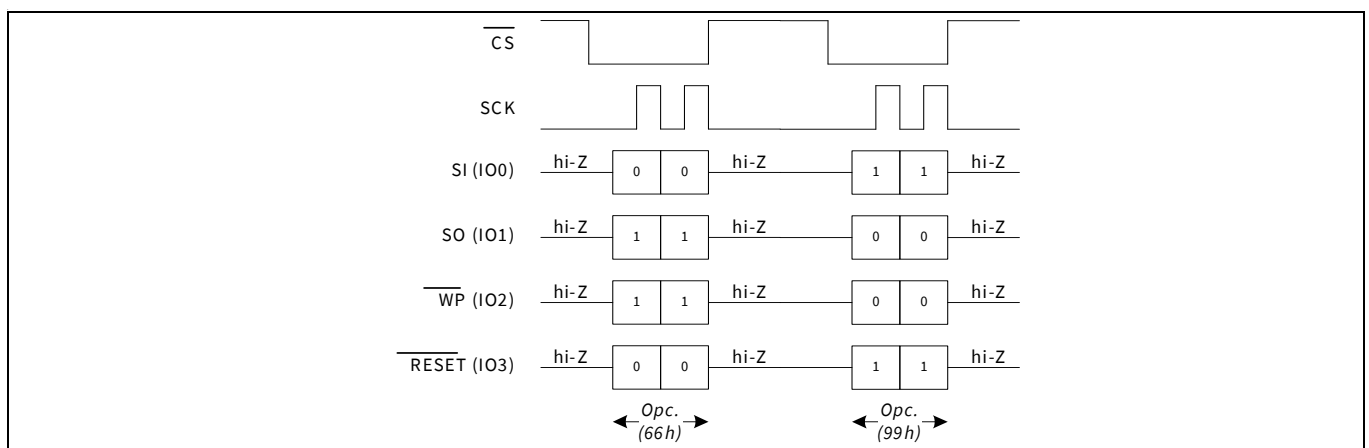 CS
SCK
SI (IO0) hi-Z 0 0 hi-Z 1 1 hi-Z
SO (IO1) hi-Z 1 1 hi-Z 0 0 hi-Z
WP (IO2) hi-Z 1 1 hi-Z 0 0 hi-Z
RESET (IO3) hi-Z 0 0 hi-Z 1 1 hi-Z
Opc. Opc.
(66h) (99h)